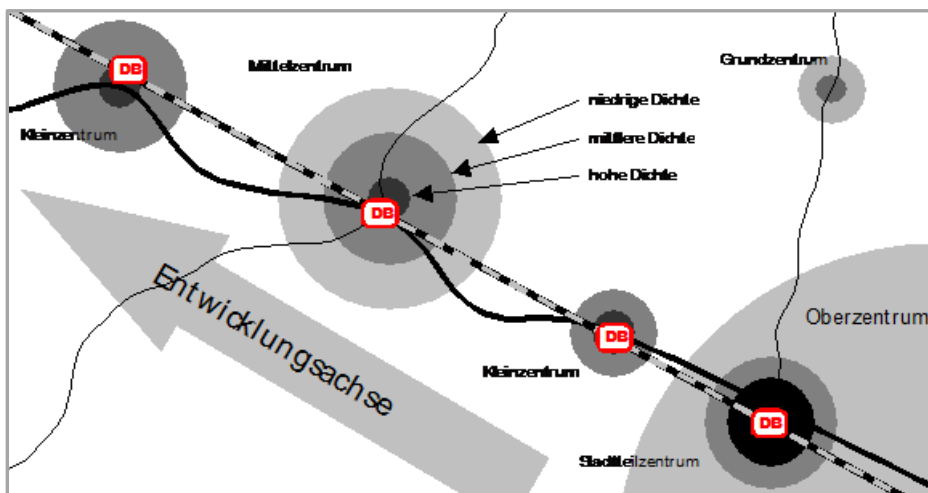 DB
Mittelzentrum
Grundzentrum
niedrige Dichte
Kleinzentrum
mittlere Dichte
hohe Dichte
DB
Entwicklungsachse
Oberzentrum
DB
Kleinzentrum
DB
Stadtteilzentrum